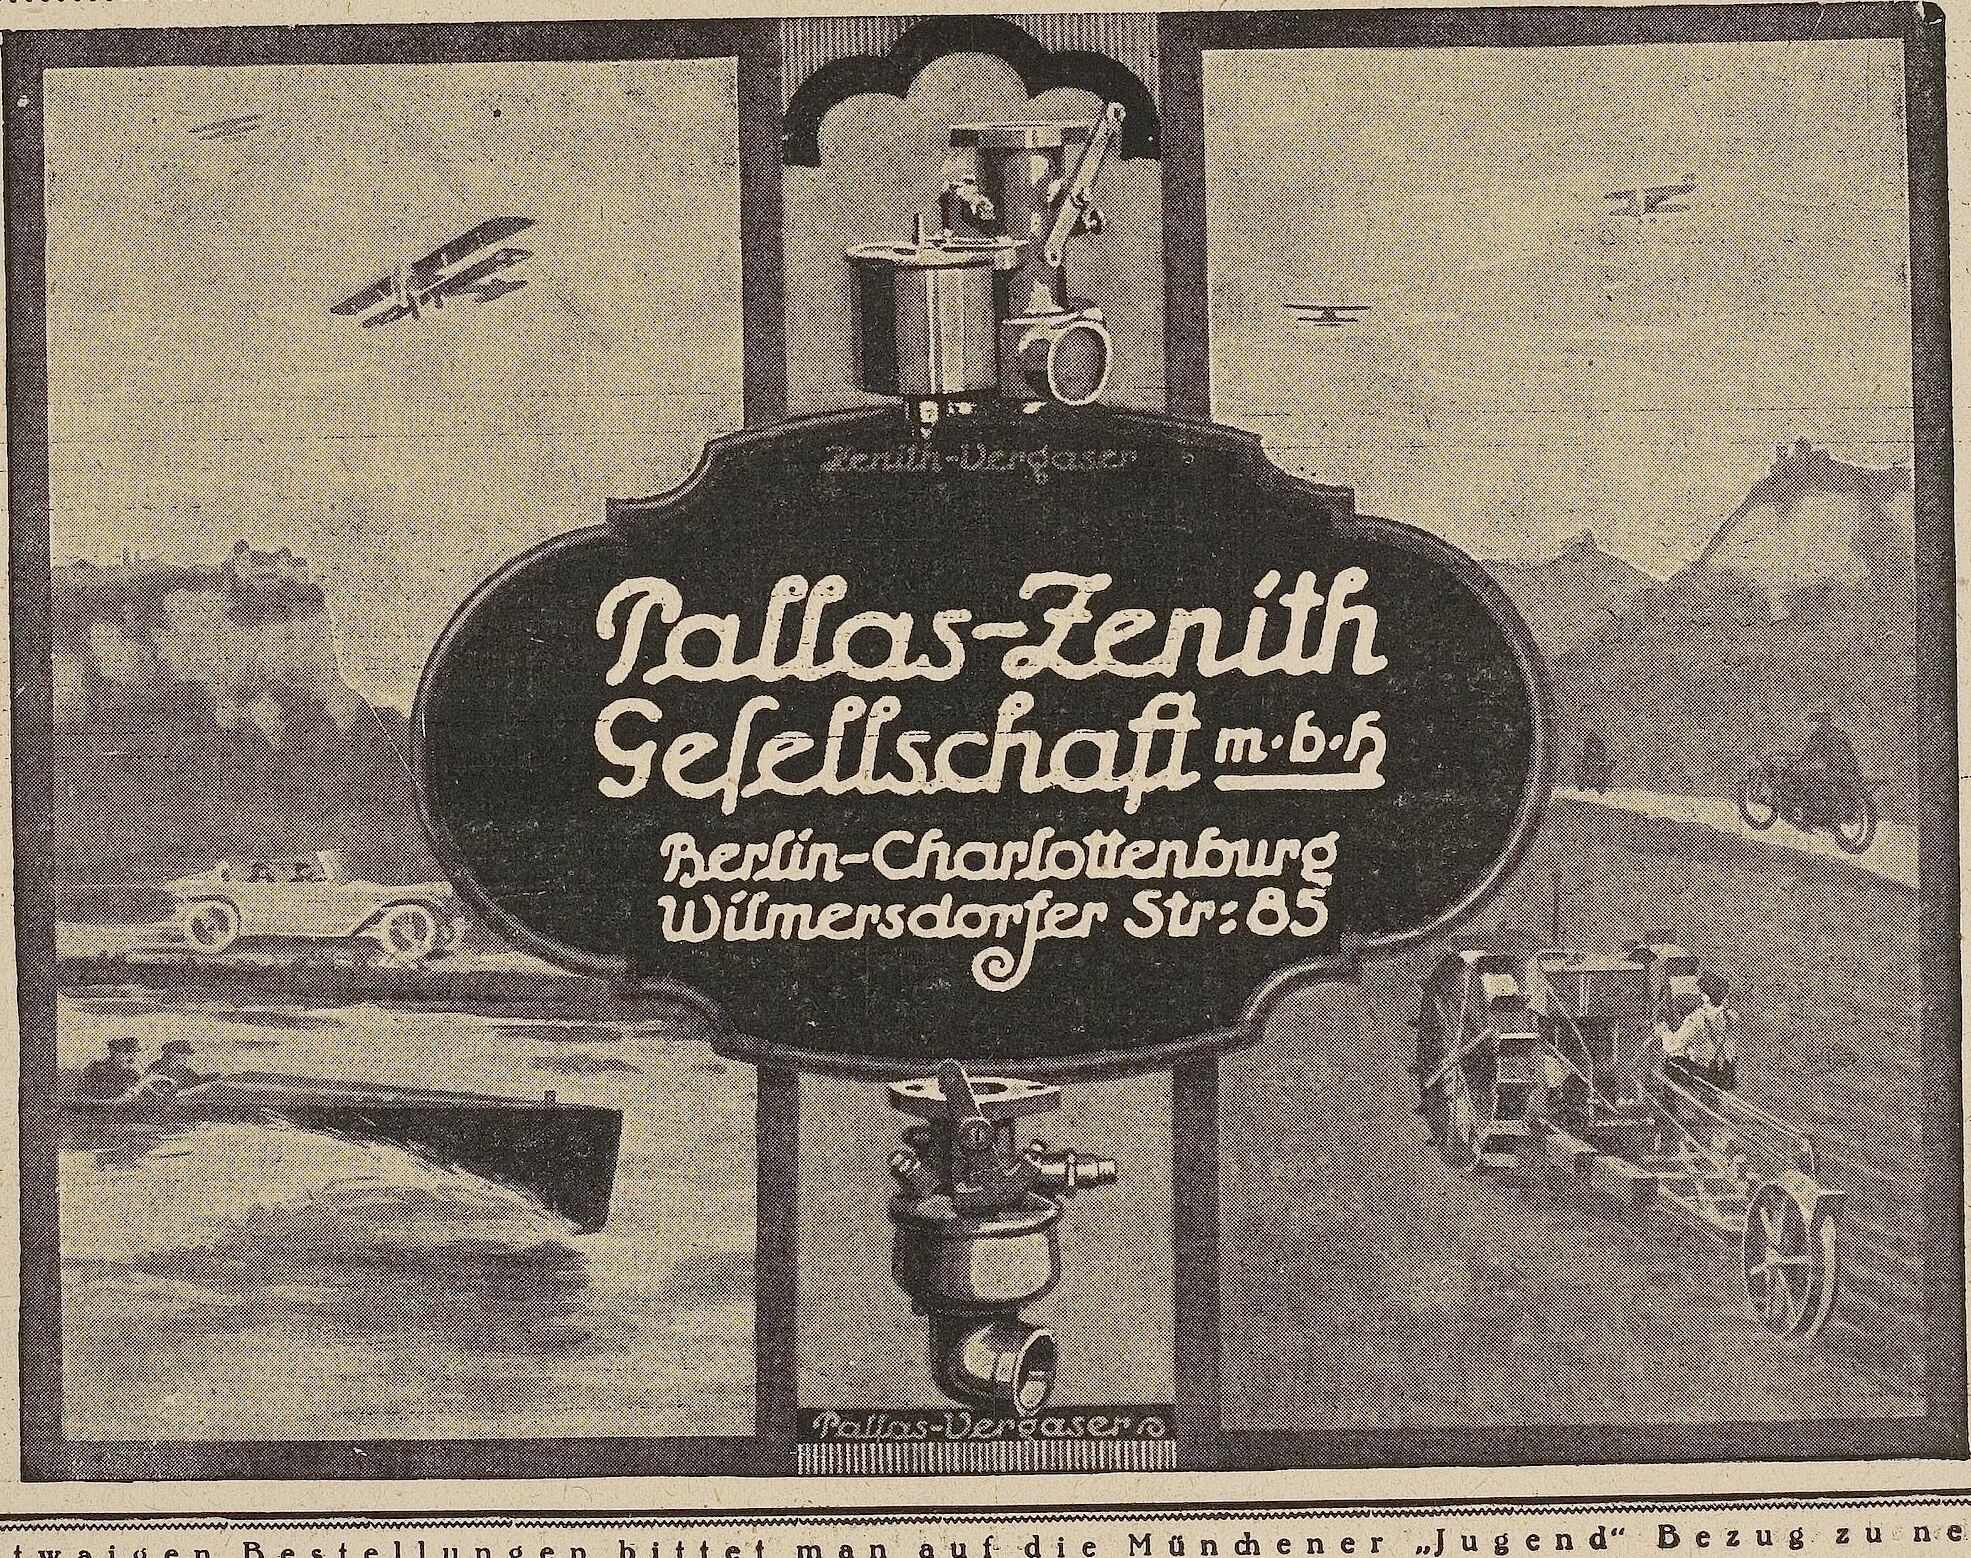 Zenith-Vergaser
Pallas-Zenith
Gesellschaft m·b·h
Berlin-Charlottenburg
Wilmersdorfer Str: 85
Pallas-Vergaser
twaigen Bestellungen bittet man auf die Münchener „Jugend“ Bezug zu ne